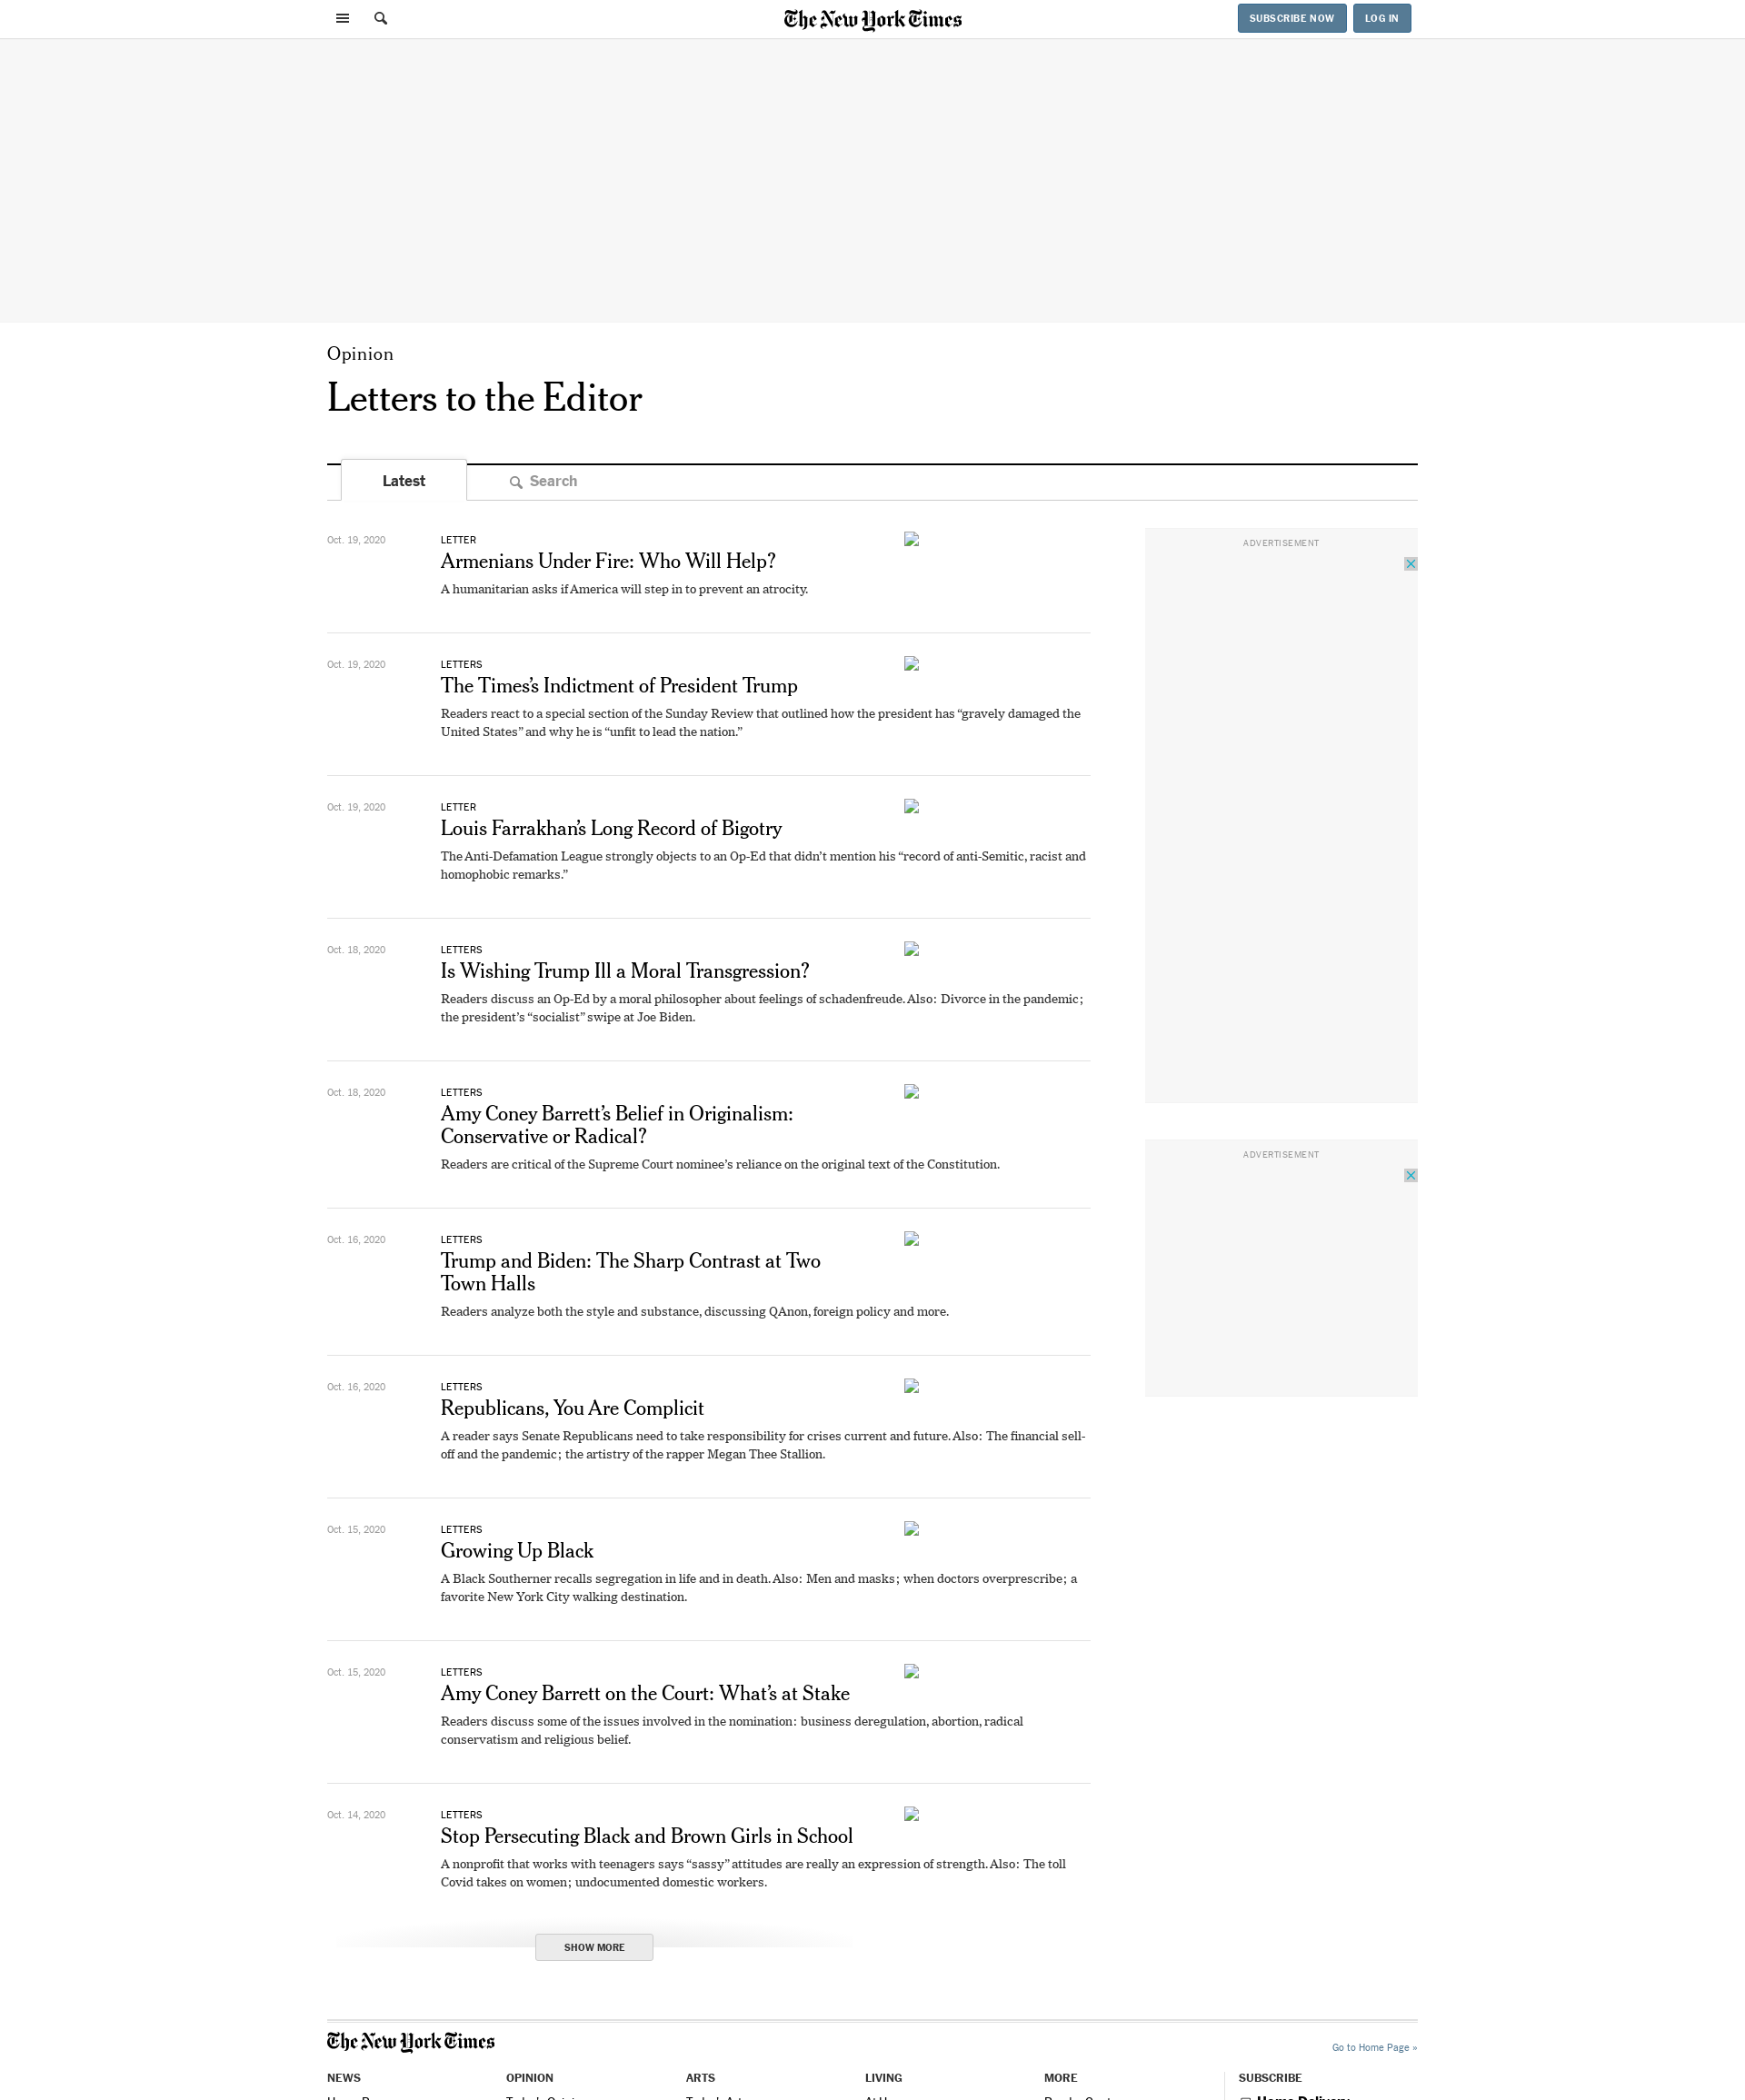 The New York Times
SUBSCRIBE NOW
LOG IN
Opinion
Letters to the Editor
Latest
Search
Oct. 19, 2020
LETTER
Armenians Under Fire: Who Will Help?
A humanitarian asks if America will step in to prevent an atrocity.
Oct. 19, 2020
LETTERS
The Times’s Indictment of President Trump
Readers react to a special section of the Sunday Review that outlined how the president has “gravely damaged the
United States” and why he is “unfit to lead the nation.”
Oct. 19, 2020
LETTER
Louis Farrakhan’s Long Record of Bigotry
The Anti-Defamation League strongly objects to an Op-Ed that didn’t mention his “record of anti-Semitic, racist and
homophobic remarks.”
Oct. 18, 2020
LETTERS
Is Wishing Trump Ill a Moral Transgression?
Readers discuss an Op-Ed by a moral philosopher about feelings of schadenfreude. Also: Divorce in the pandemic;
the president’s “socialist” swipe at Joe Biden.
Oct. 18, 2020
LETTERS
Amy Coney Barrett’s Belief in Originalism:
Conservative or Radical?
Readers are critical of the Supreme Court nominee’s reliance on the original text of the Constitution.
Oct. 16, 2020
LETTERS
Trump and Biden: The Sharp Contrast at Two
Town Halls
Readers analyze both the style and substance, discussing QAnon, foreign policy and more.
Oct. 16, 2020
LETTERS
Republicans, You Are Complicit
A reader says Senate Republicans need to take responsibility for crises current and future. Also: The financial sell-
off and the pandemic; the artistry of the rapper Megan Thee Stallion.
Oct. 15, 2020
LETTERS
Growing Up Black
A Black Southerner recalls segregation in life and in death. Also: Men and masks; when doctors overprescribe; a
favorite New York City walking destination.
Oct. 15, 2020
LETTERS
Amy Coney Barrett on the Court: What’s at Stake
Readers discuss some of the issues involved in the nomination: business deregulation, abortion, radical
conservatism and religious belief.
Oct. 14, 2020
LETTERS
Stop Persecuting Black and Brown Girls in School
A nonprofit that works with teenagers says “sassy” attitudes are really an expression of strength. Also: The toll
Covid takes on women; undocumented domestic workers.
SHOW MORE
ADVERTISEMENT
ADVERTISEMENT
The New York Times
Go to Home Page »
NEWS
OPINION
ARTS
LIVING
MORE
SUBSCRIBE
Home Delivery